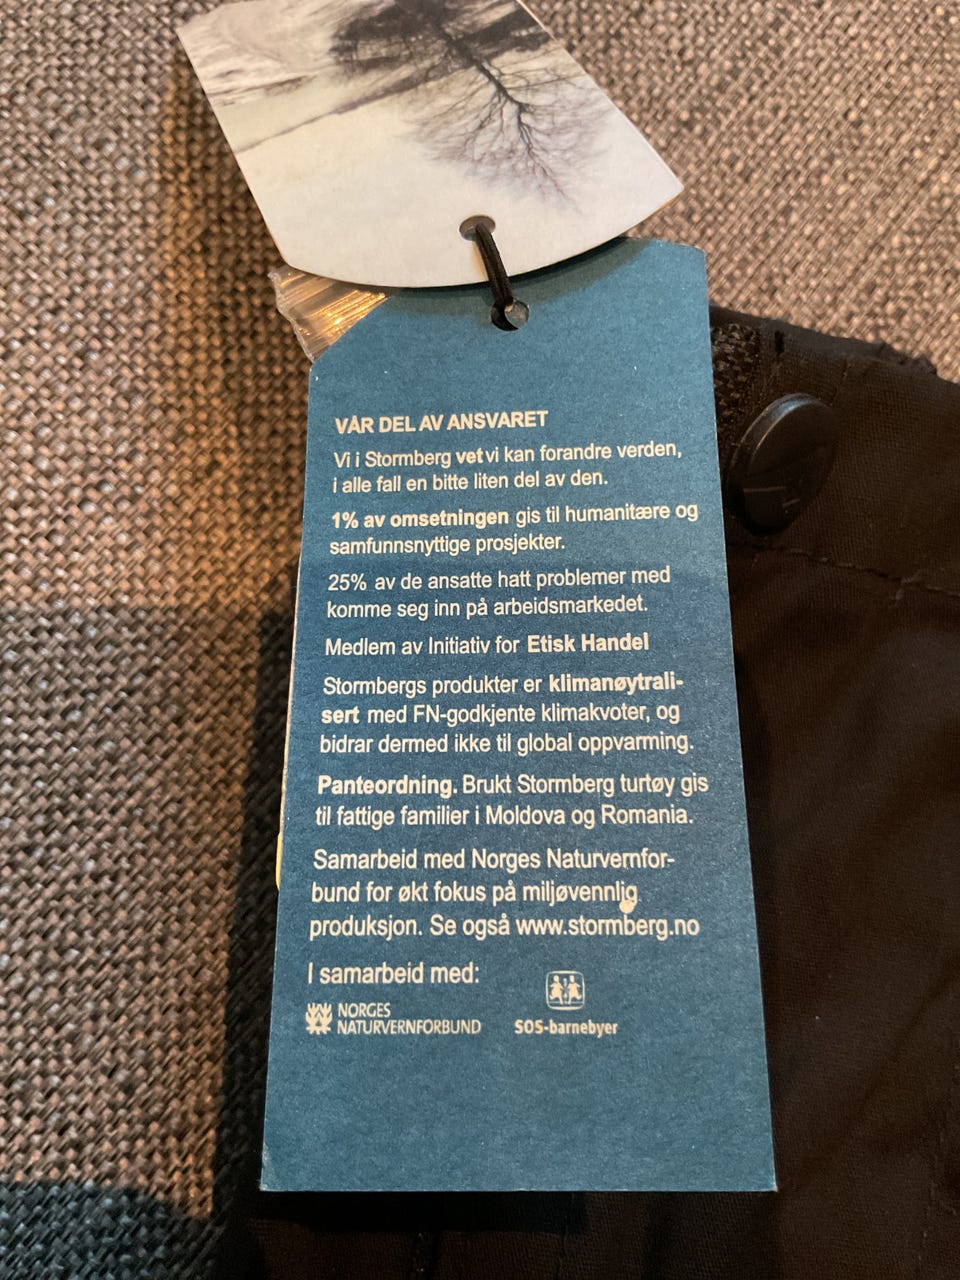 VÅR DEL AV ANSVARET
Vi i Stormberg vet vi kan forandre verden,
i alle fall en bitte liten del av den.
1% av omsetningen gis til humanitære og
samfunnsnyttige prosjekter.
25% av de ansatte hatt problemer med
komme seg inn på arbeidsmarkedet.
Medlem av Initiativ for Etisk Handel
Stormbergs produkter er klimanøytrali-
sert med FN-godkjente klimakvoter, og
bidrar dermed ikke til global oppvarming.
Panteordning. Brukt Stormberg turtøy gis
til fattige familier i Moldova og Romania.
Samarbeid med Norges Naturvernfor-
bund for økt fokus på miljøvennlig
produksjon. Se også www.stormberg.no
I samarbeid med:
NORGES
NATURVERNFORBUND
SOS-barnebyer